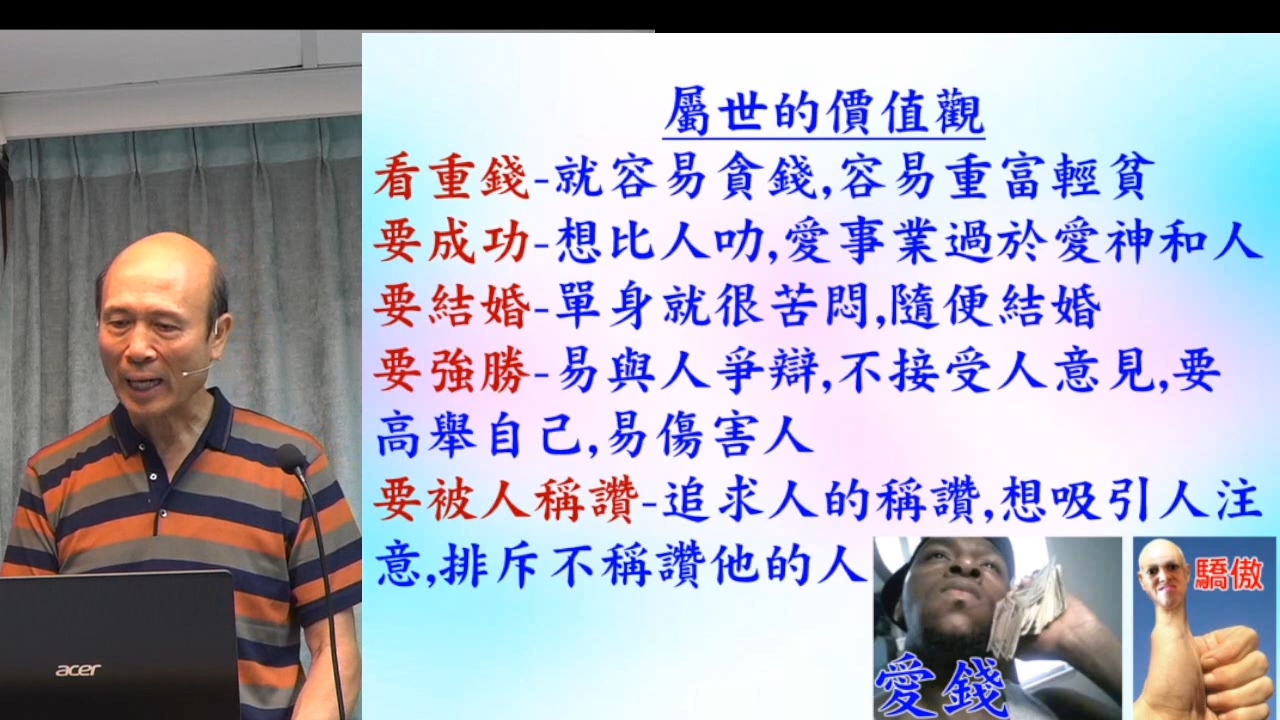 屬世的價值觀
看重錢-就容易貪錢,容易重富輕貧
要成功-想比人叻,愛事業過於愛神和人
要結婚-單身就很苦悶,隨便結婚
要強勝-易與人爭辯,不接受人意見,要
高舉自己,易傷害人
要被人稱讚-追求人的稱讚,想吸引人注
意,排斥不稱讚他的人
愛錢
驕傲
acer